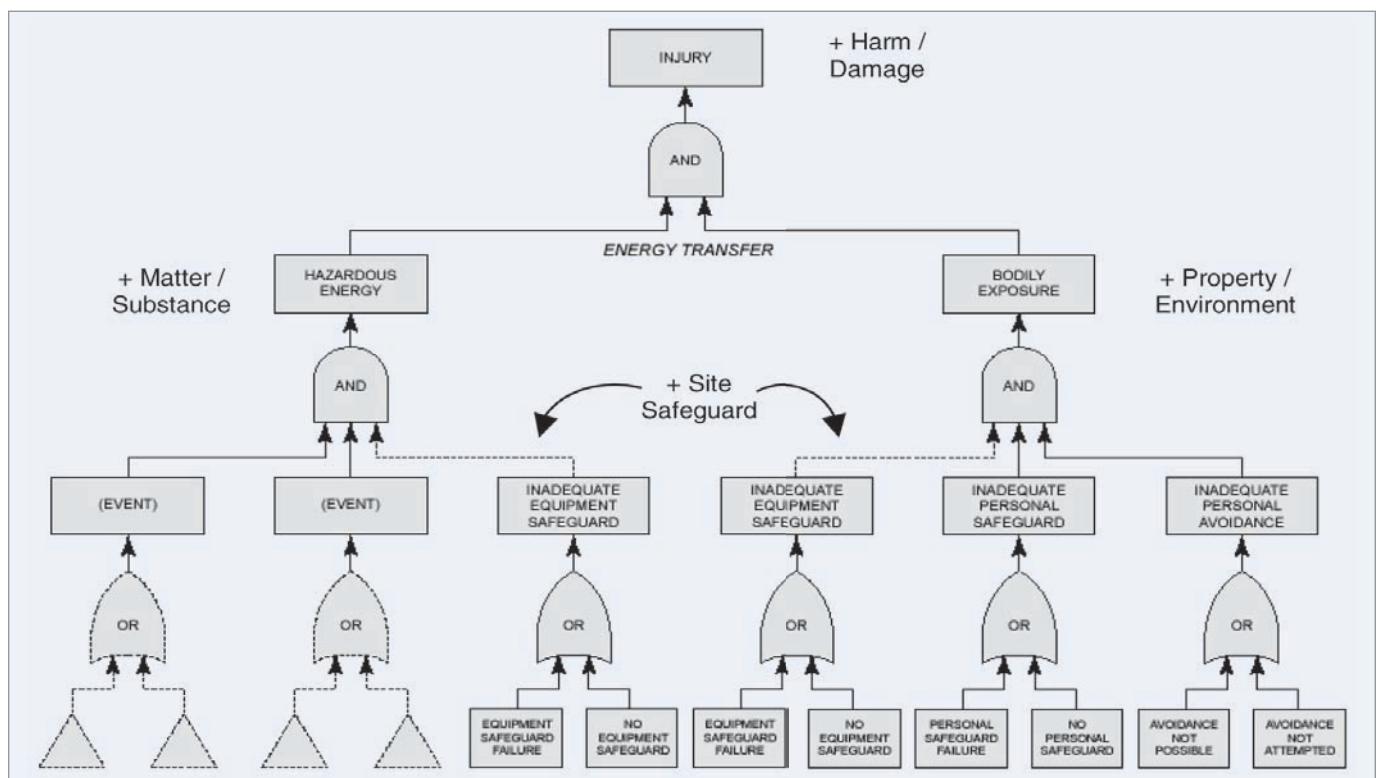 INJURY
+ Harm /
Damage
AND
ENERGY TRANSFER
+ Matter /
Substance
HAZARDOUS
ENERGY
BODILY
EXPOSURE
+ Property /
Environment
AND
+ Site
Safeguard
AND
(EVENT)
(EVENT)
INADEQUATE
EQUIPMENT
SAFEGUARD
INADEQUATE
EQUIPMENT
SAFEGUARD
INADEQUATE
PERSONAL
SAFEGUARD
INADEQUATE
PERSONAL
AVOIDANCE
OR
OR
OR
OR
OR
OR
EQUIPMENT
SAFEGUARD
FAILURE
NO
EQUIPMENT
SAFEGUARD
EQUIPMENT
SAFEGUARD
FAILURE
NO
EQUIPMENT
SAFEGUARD
PERSONAL
SAFEGUARD
FAILURE
NO
PERSONAL
SAFEGUARD
AVOIDANCE
NOT
POSSIBLE
AVOIDANCE
NOT
ATTEMPTED